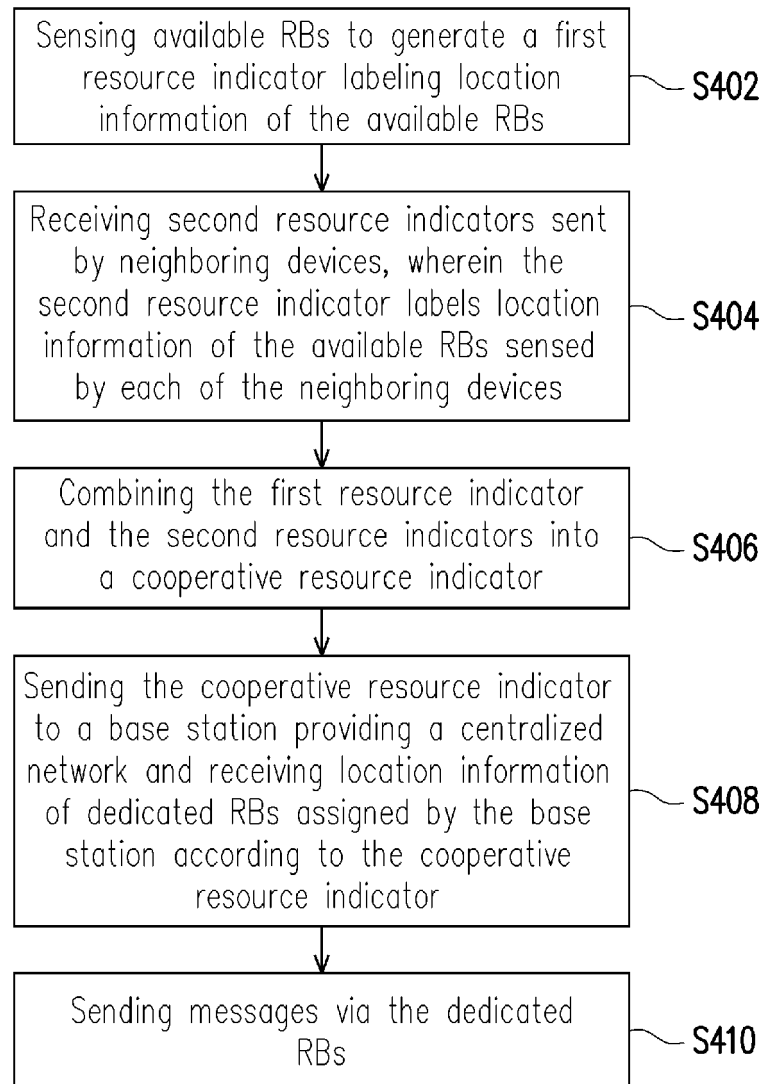 Sensing available RBs to generate a first
resource indicator labeling location
information of the available RBs
S402
Receiving second resource indicators sent
by neighboring devices, wherein the
second resource indicator labels location
information of the available RBs sensed
by each of the neighboring devices
S404
Combining the first resource indicator
and the second resource indicators into
a cooperative resource indicator
S406
Sending the cooperative resource indicator
to a base station providing a centralized
network and receiving location information
of dedicated RBs assigned by the base
station according to the cooperative
resource indicator
S408
Sending messages via the dedicated
RBs
S410